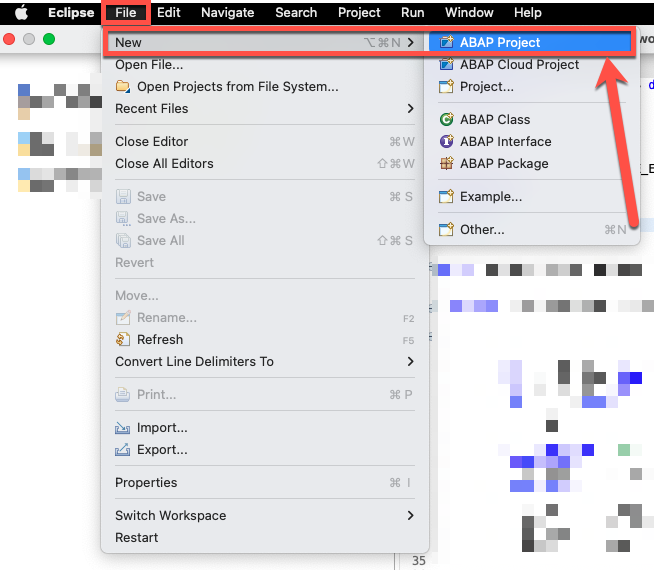 Eclipse File Edit Navigate Search Project Run Window Help
New ⌥⌘N >
Open File...
Open Projects from File System...
Recent Files >
Close Editor ⌘W
Close All Editors ⇧⌘W
Save ⌘S
Save As...
Save All ⇧⌘S
Revert
Move...
Rename... F2
Refresh F5
Convert Line Delimiters To >
Print... ⌘P
Import...
Export...
Properties ⌘I
Switch Workspace >
Restart
ABAP Project
ABAP Cloud Project
Project...
ABAP Class
ABAP Interface
ABAP Package
Example...
Other... ⌘N
35